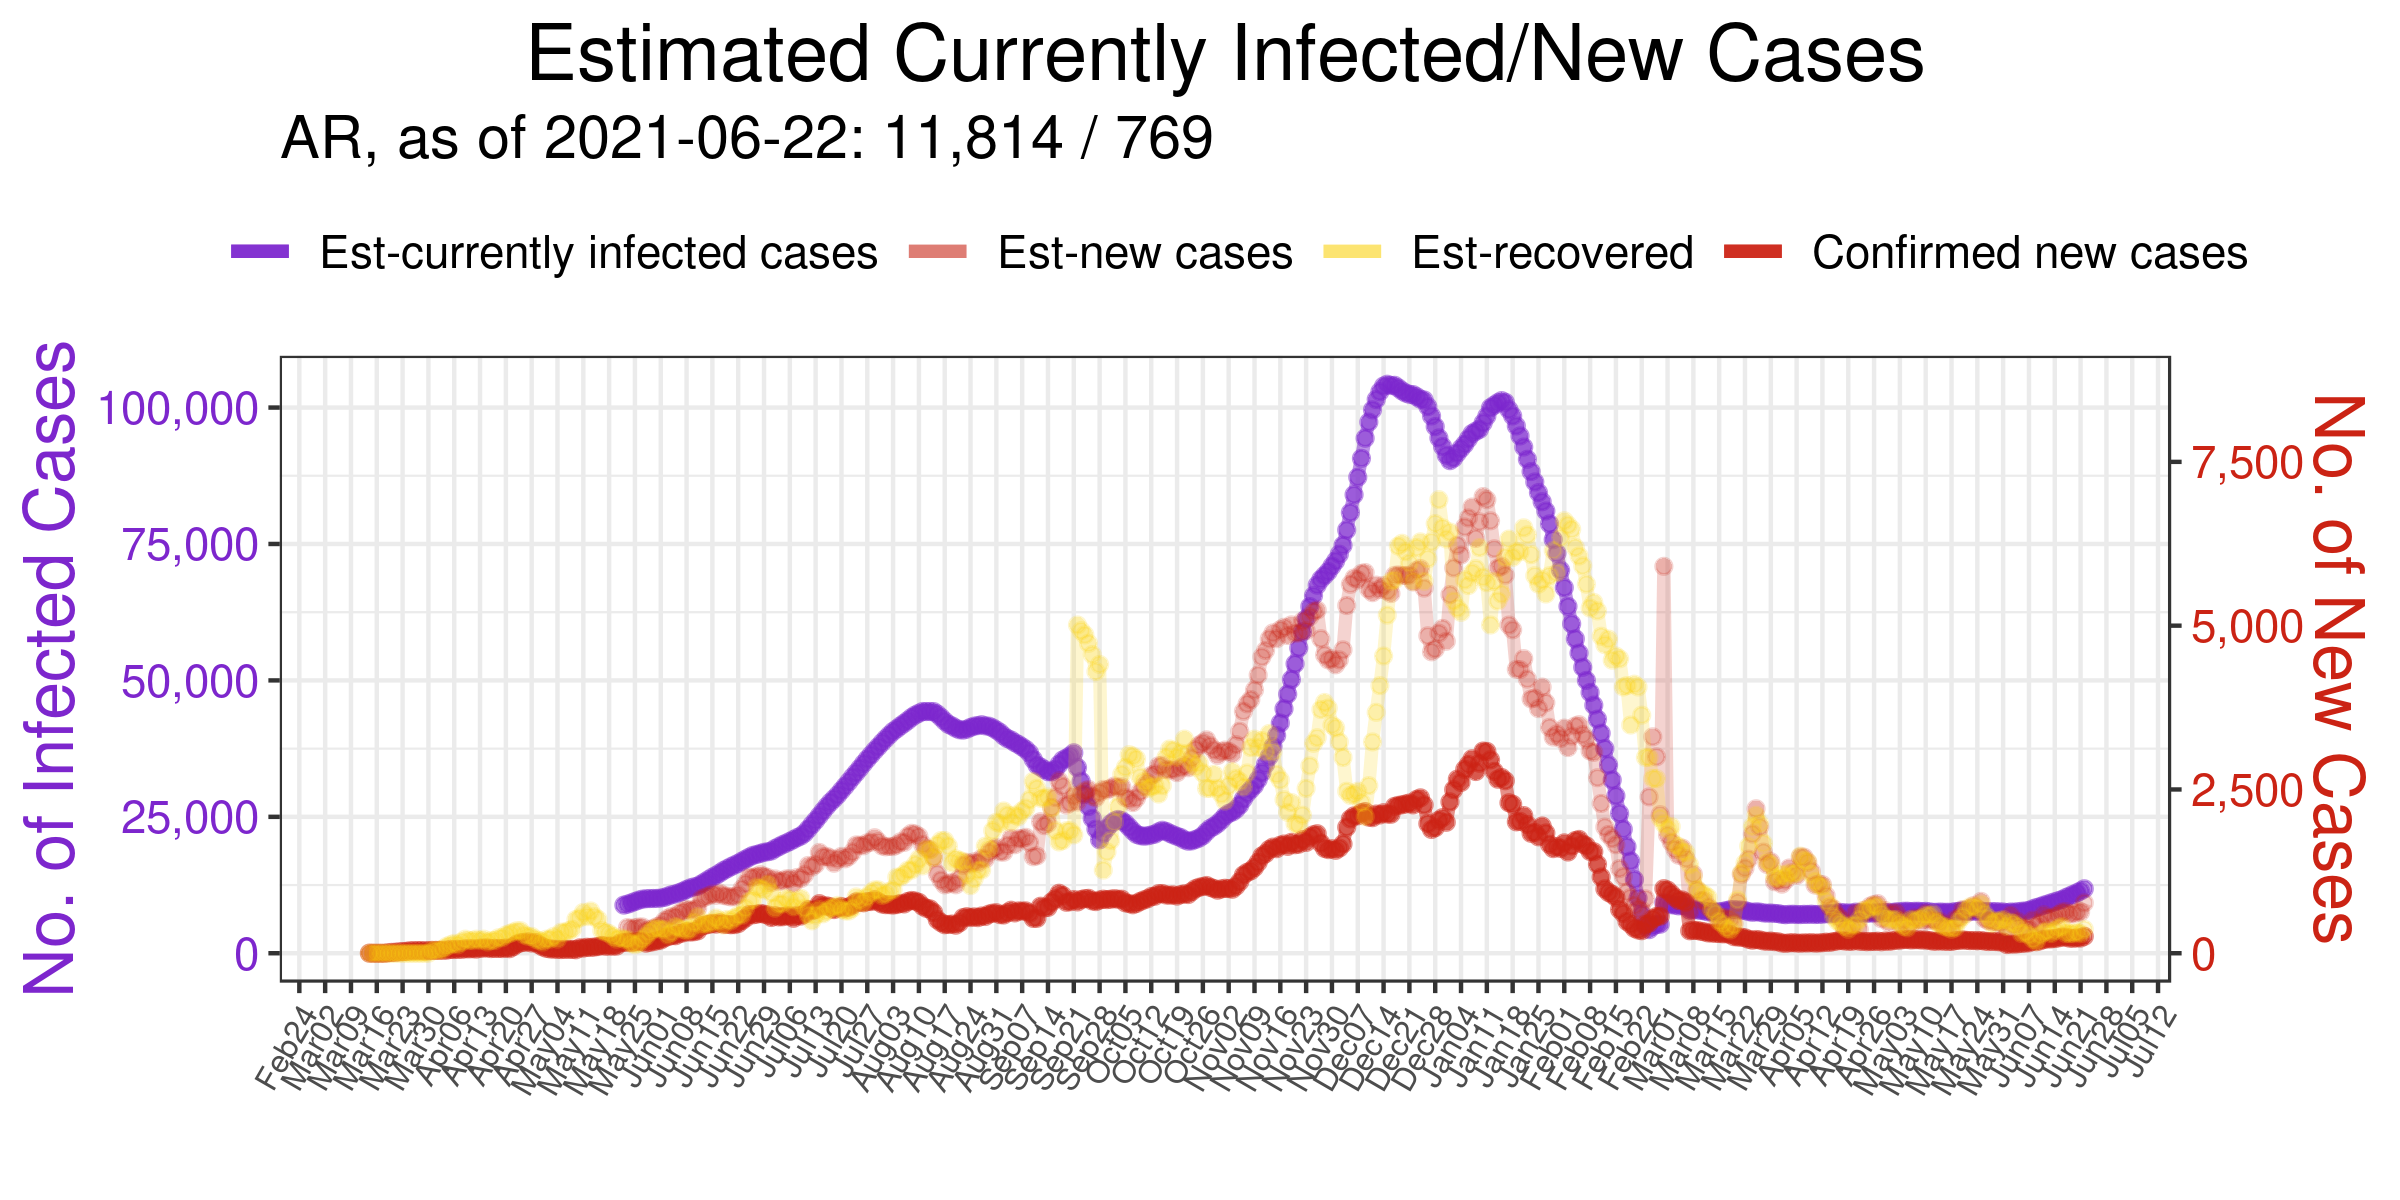 Estimated Currently Infected/New Cases
AR, as of 2021-06-22: 11,814 / 769
Est-currently infected cases Est-new cases Est-recovered Confirmed new cases
No. of Infected Cases
100,000
75,000
50,000
25,000
0
7,500
5,000
2,500
0
No. of New Cases
Feb24
Mar02
Mar09
Mar16
Mar23
Mar30
Apr06
Apr13
Apr20
Apr27
May04
May11
May18
May25
Jun01
Jun08
Jun15
Jun22
Jun29
Jul06
Jul13
Jul20
Jul27
Aug03
Aug10
Aug17
Aug24
Aug31
Sep07
Sep14
Sep21
Sep28
Oct05
Oct12
Oct19
Oct26
Nov02
Nov09
Nov16
Nov23
Nov30
Dec07
Dec14
Dec21
Dec28
Jan04
Jan11
Jan18
Jan25
Feb01
Feb08
Feb15
Feb22
Mar01
Mar08
Mar15
Mar22
Mar29
Apr05
Apr12
Apr19
Apr26
May03
May10
May17
May24
May31
Jun07
Jun14
Jun21
Jun28
Jul05
Jul12